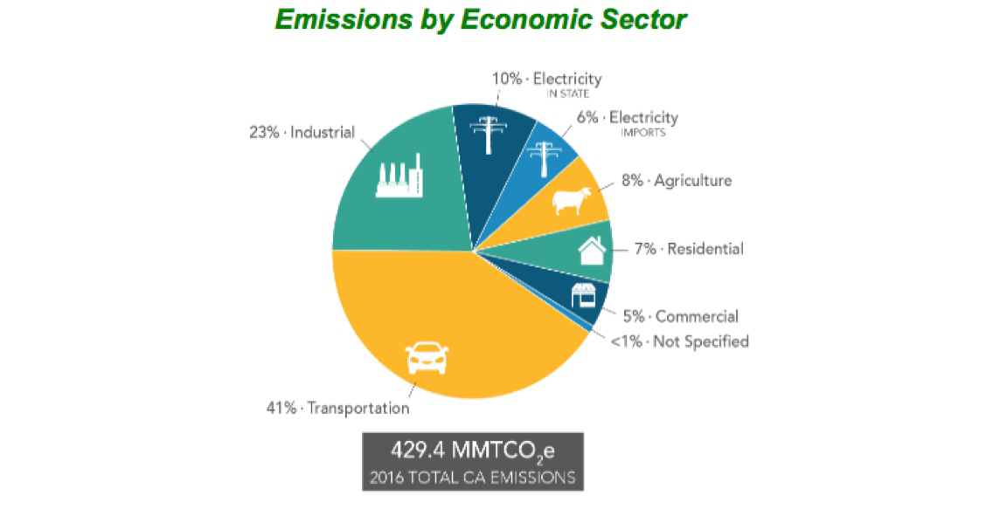 Emissions by Economic Sector
10% · Electricity
IN STATE
6% · Electricity
IMPORTS
23% · Industrial
8% · Agriculture
7% · Residential
5% · Commercial
<1% · Not Specified
41% · Transportation
429.4 MMTCO₂e
2016 TOTAL CA EMISSIONS